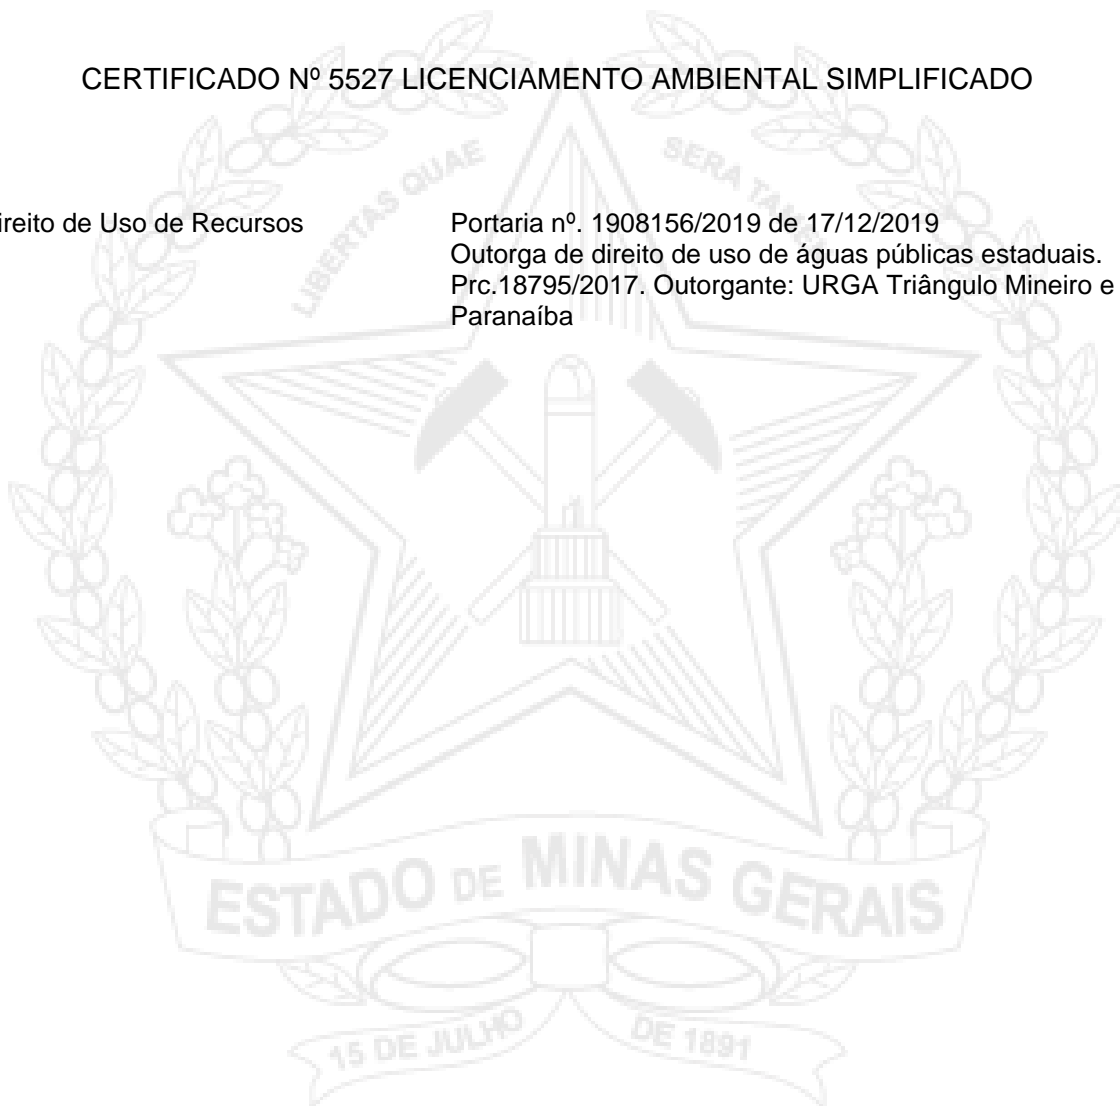 CERTIFICADO Nº 5527 LICENCIAMENTO AMBIENTAL SIMPLIFICADO
LIBERTAS QUAE
SERA TAMEN
ireito de Uso de Recursos
Portaria nº. 1908156/2019 de 17/12/2019
Outorga de direito de uso de águas públicas estaduais.
Prc.18795/2017. Outorgante: URGA Triângulo Mineiro e
Paranaíba
ESTADO DE MINAS GERAIS
15 DE JULHO
DE 1891